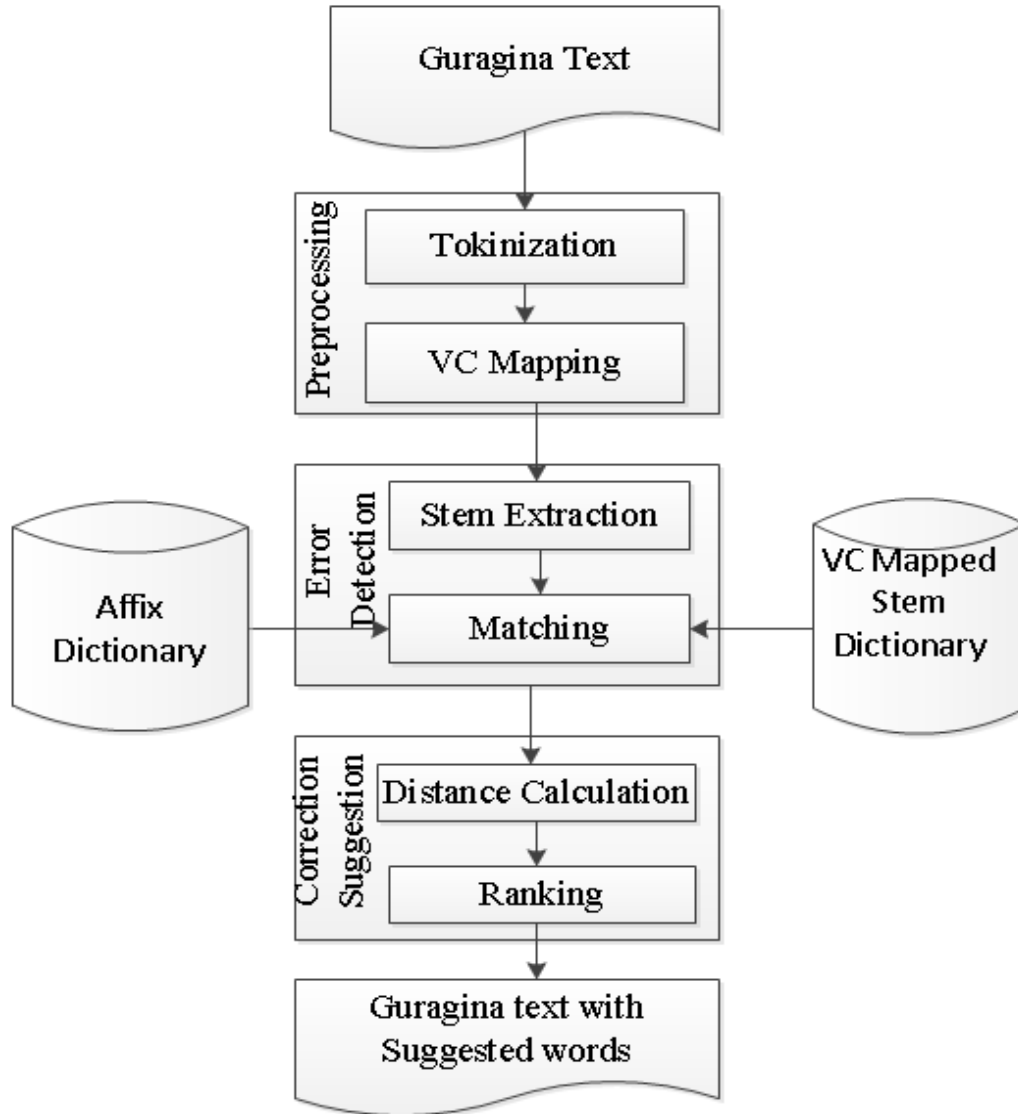 Guragina Text
Preprocessing
Tokinization
VC Mapping
Error
Detection
Stem Extraction
Matching
Affix
Dictionary
VC Mapped
Stem
Dictionary
Correction
Suggestion
Distance Calculation
Ranking
Guragina text with
Suggested words